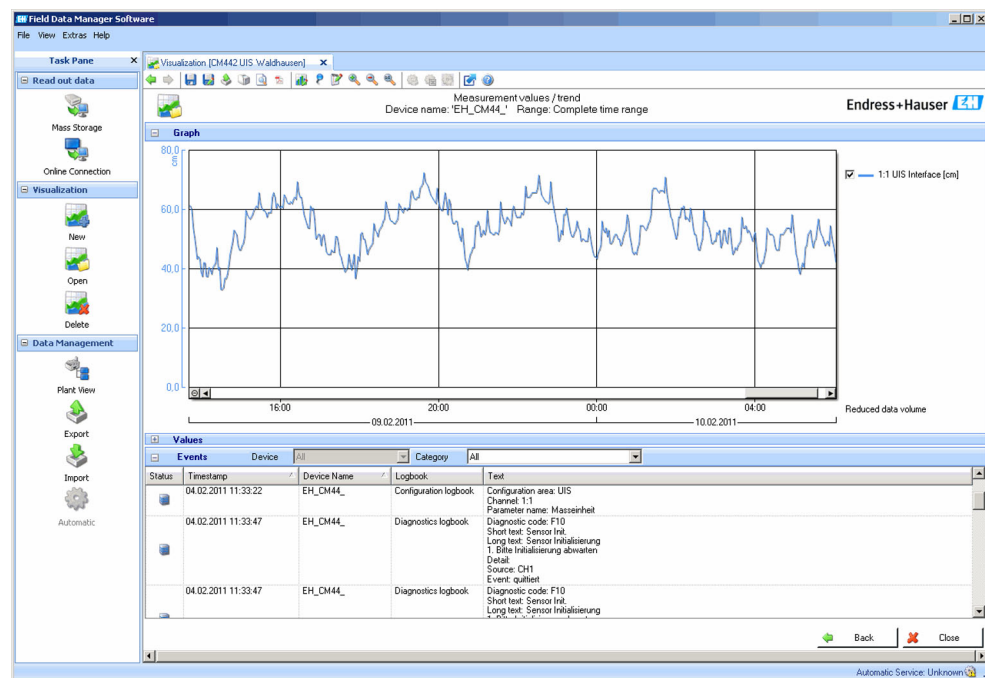 Field Data Manager Software
File View Extras Help
Task Pane X
Read out data
Mass Storage
Online Connection
Visualization
New
Open
Delete
Data Management
Plant View
Export
Import
Automatic
Visualization [CM442 UIS Waldhausen] X
Measurement values / trend
Device name: 'EH_CM44_' Range: Complete time range
Endress+Hauser EH
Graph
80,0
cm
60,0
40,0
20,0
0,0
16:00 20:00 00:00 04:00
09.02.2011 10.02.2011
1:1 UIS Interface [cm]
Reduced data volume
Values
Events Device All Category All
Status Timestamp Device Name Logbook Text
04.02.2011 11:33:22 EH_CM44_ Configuration logbook Configuration area: UIS
Channel: 1:1
Parameter name: Masseinheit
04.02.2011 11:33:47 EH_CM44_ Diagnostics logbook Diagnostic code: F10
Short text: Sensor Init.
Long text: Sensor Initialisierung
1. Bitte Initialisierung abwarten
Detail:
Source: CH1
Event: quittiert
04.02.2011 11:33:47 EH_CM44_ Diagnostics logbook Diagnostic code: F10
Short text: Sensor Init.
Long text: Sensor Initialisierung
Back Close
Automatic Service: Unknown